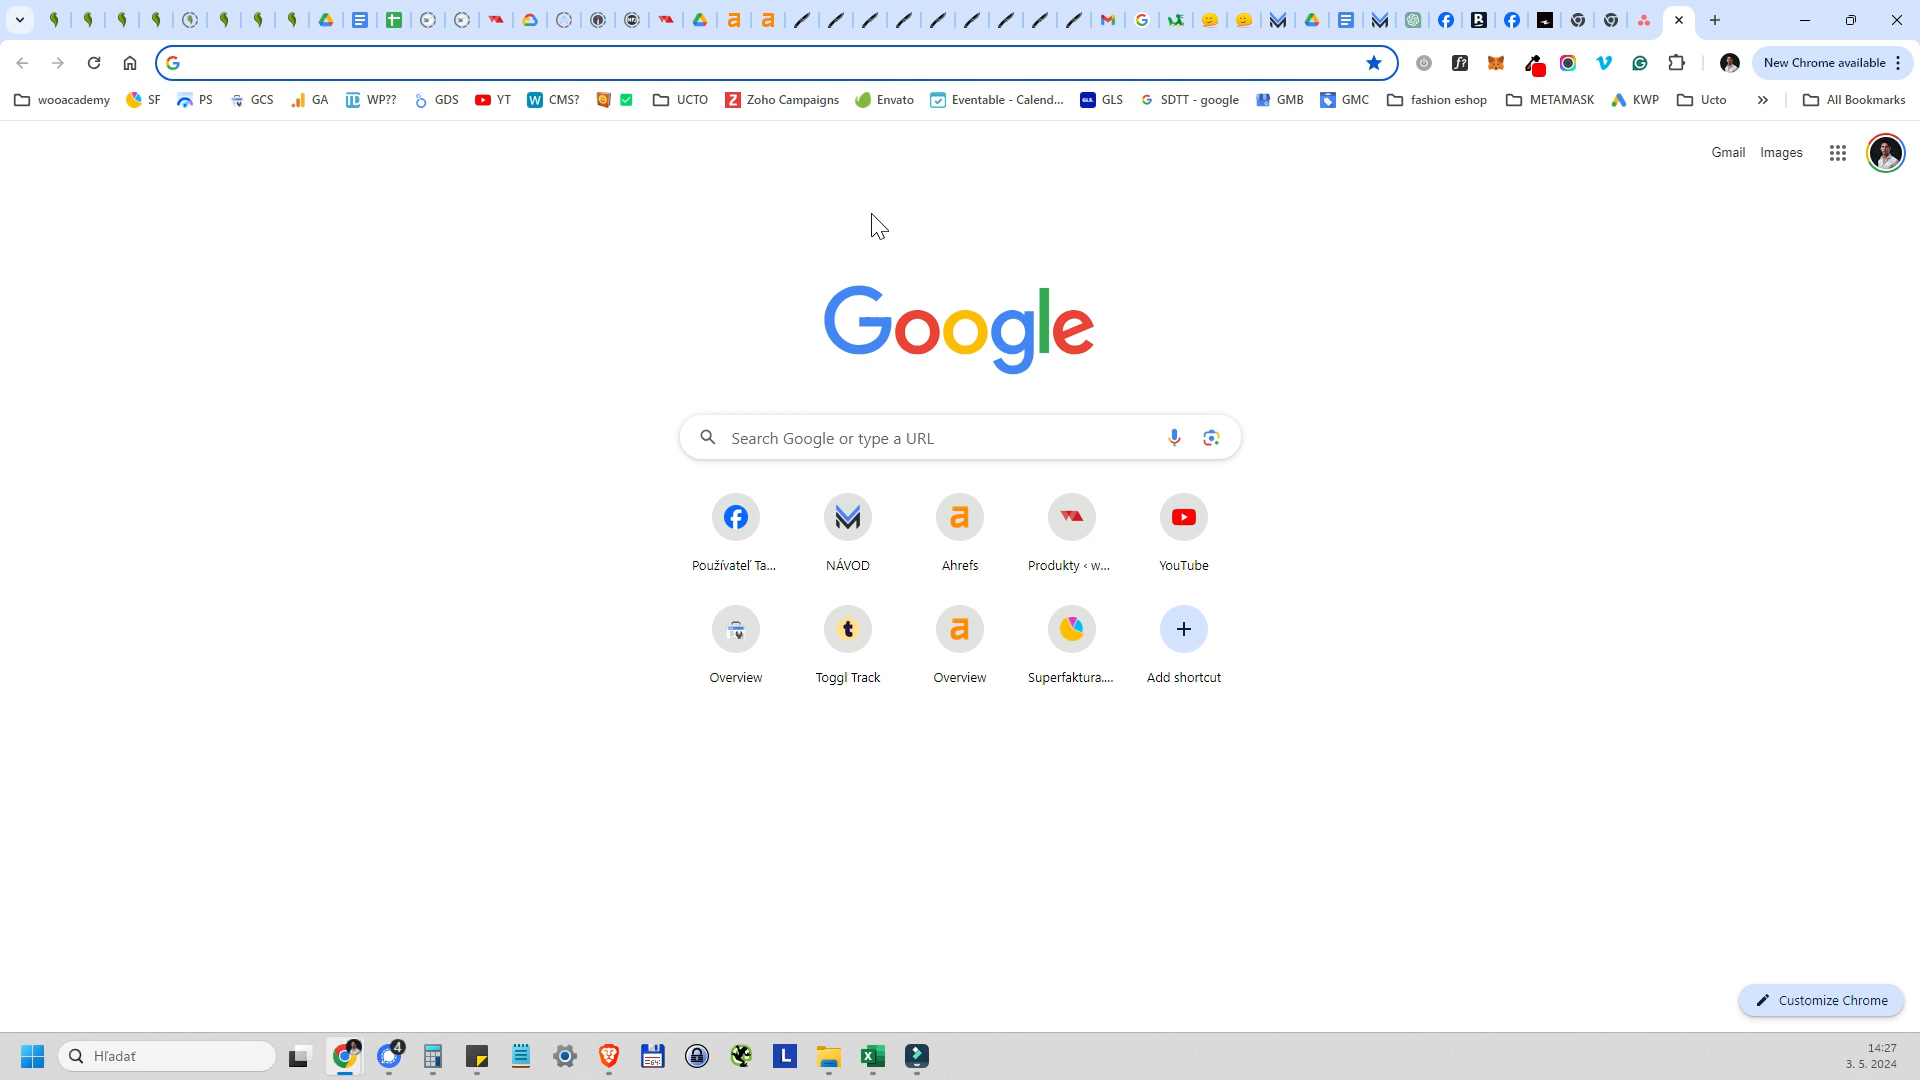 New Chrome available
wooacademy SF PS GCS GA WP?? GDS YT CMS? UCTO Zoho Campaigns Envato Eventable - Calend... GLS SDTT - google GMB GMC fashion eshop METAMASK KWP Ucto » All Bookmarks
Gmail Images
Google
Search Google or type a URL
Používateľ Ta... NÁVOD Ahrefs Produkty ‹ w... YouTube
Overview Toggl Track Overview Superfaktura.... Add shortcut
Customize Chrome
Hľadať
4
14:27
3. 5. 2024